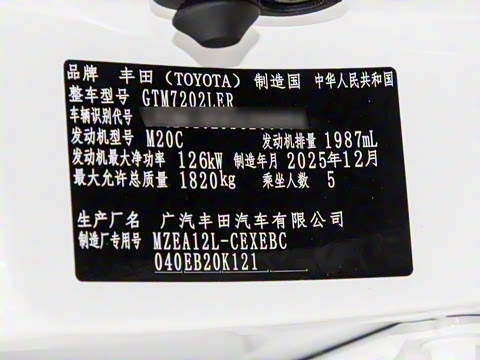 品牌 丰田（TOYOTA） 制造国 中华人民共和国
整车型号 GTM7202LER
车辆识别代号
发动机型号 M20C 发动机排量 1987mL
发动机最大净功率 126kW 制造年月 2025年12月
最大允许总质量 1820kg 乘坐人数 5
生产厂名 广汽丰田汽车有限公司
制造厂专用号 MZEA12L-CEXEBC
040EB20K121